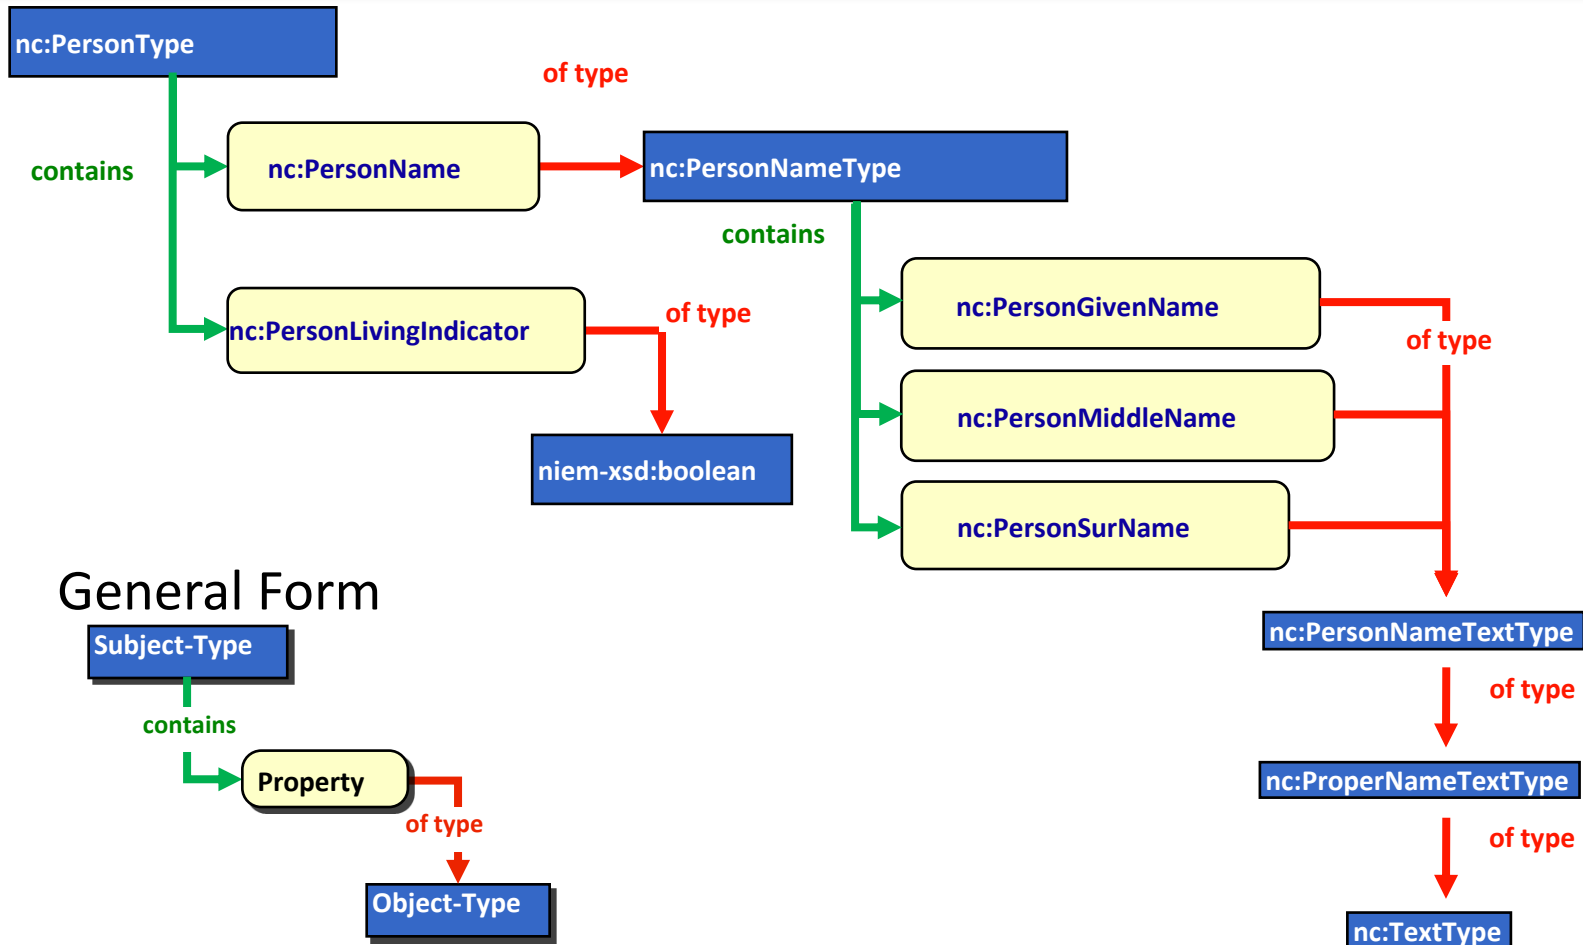 nc:PersonType
of type
contains
nc:PersonName
nc:PersonNameType
contains
nc:PersonLivingIndicator
of type
nc:PersonGivenName
of type
nc:PersonMiddleName
niem-xsd:boolean
nc:PersonSurName
General Form
Subject-Type
contains
Property
of type
Object-Type
nc:PersonNameTextType
of type
nc:ProperNameTextType
of type
nc:TextType